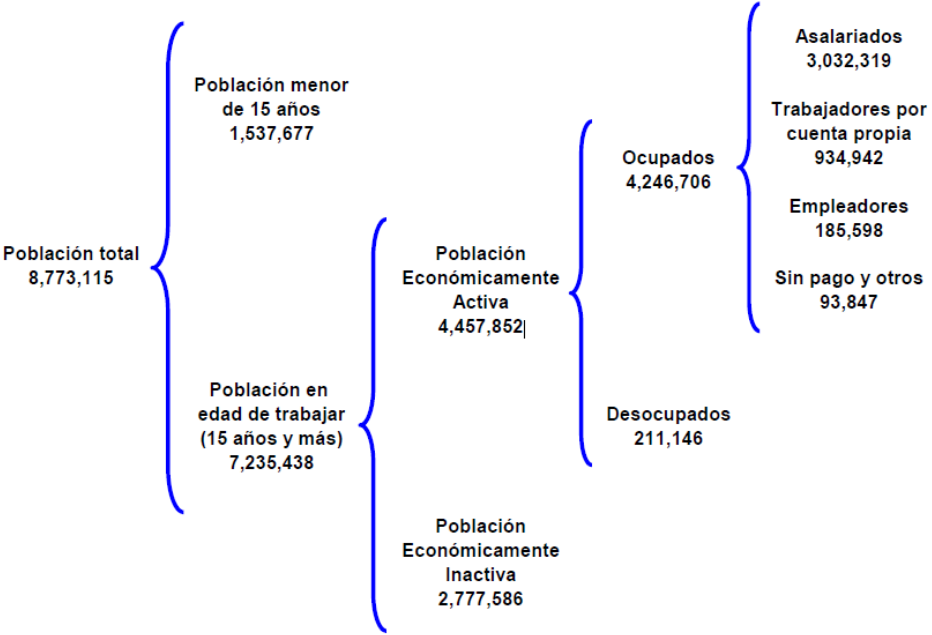 Población total
8,773,115
Población menor
de 15 años
1,537,677
Población en
edad de trabajar
(15 años y más)
7,235,438
Población
Económicamente
Activa
4,457,852
Población
Económicamente
Inactiva
2,777,586
Ocupados
4,246,706
Desocupados
211,146
Asalariados
3,032,319
Trabajadores por
cuenta propia
934,942
Empleadores
185,598
Sin pago y otros
93,847